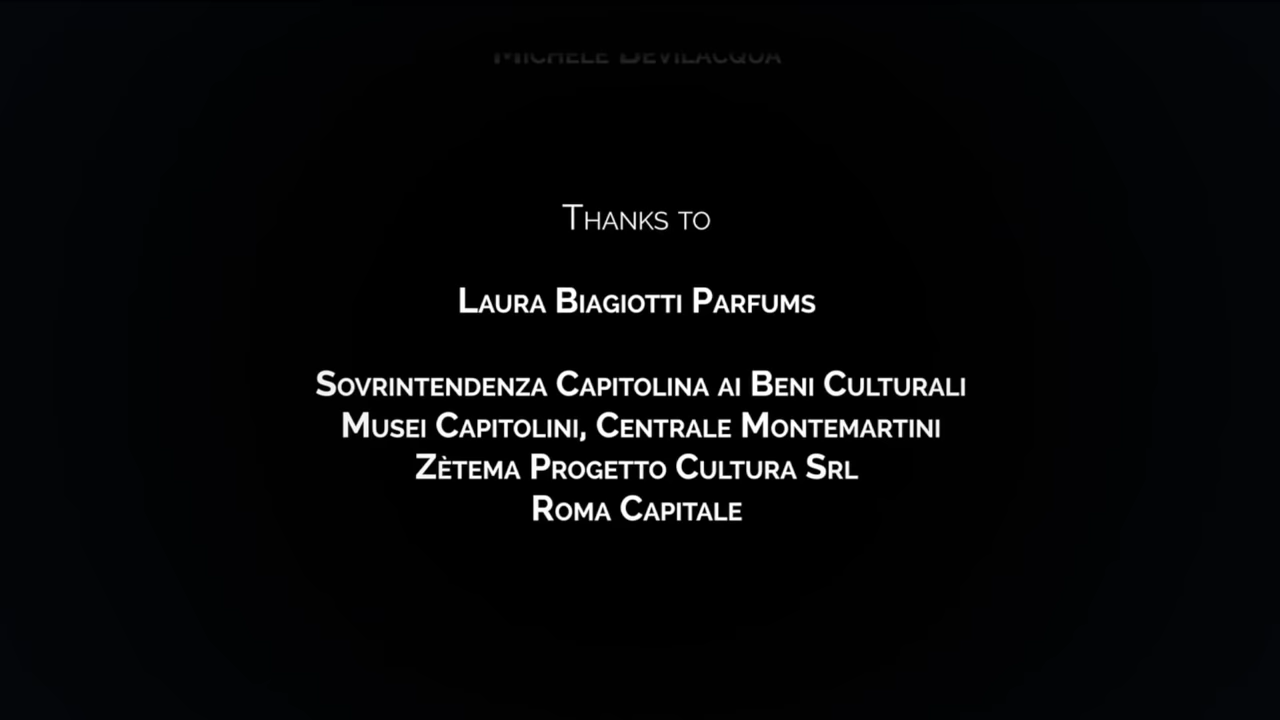 Michele Bevilacqua
Thanks to
Laura Biagiotti Parfums
Sovrintendenza Capitolina ai Beni Culturali
Musei Capitolini, Centrale Montemartini
Zètema Progetto Cultura Srl
Roma Capitale